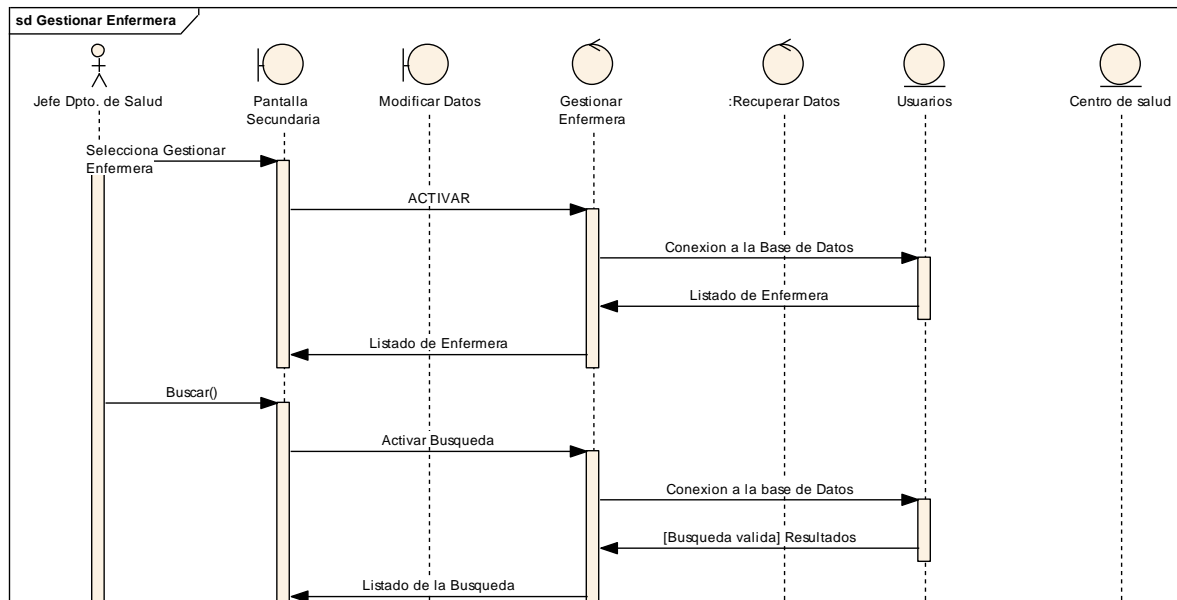 sd Gestionar Enfermera
Jefe Dpto. de Salud
Pantalla
Secundaria
Modificar Datos
Gestionar
Enfermera
:Recuperar Datos
Usuarios
Centro de salud
Selecciona Gestionar
Enfermera
ACTIVAR
Conexion a la Base de Datos
Listado de Enfermera
Listado de Enfermera
Buscar()
Activar Busqueda
Conexion a la base de Datos
[Busqueda valida] Resultados
Listado de la Busqueda